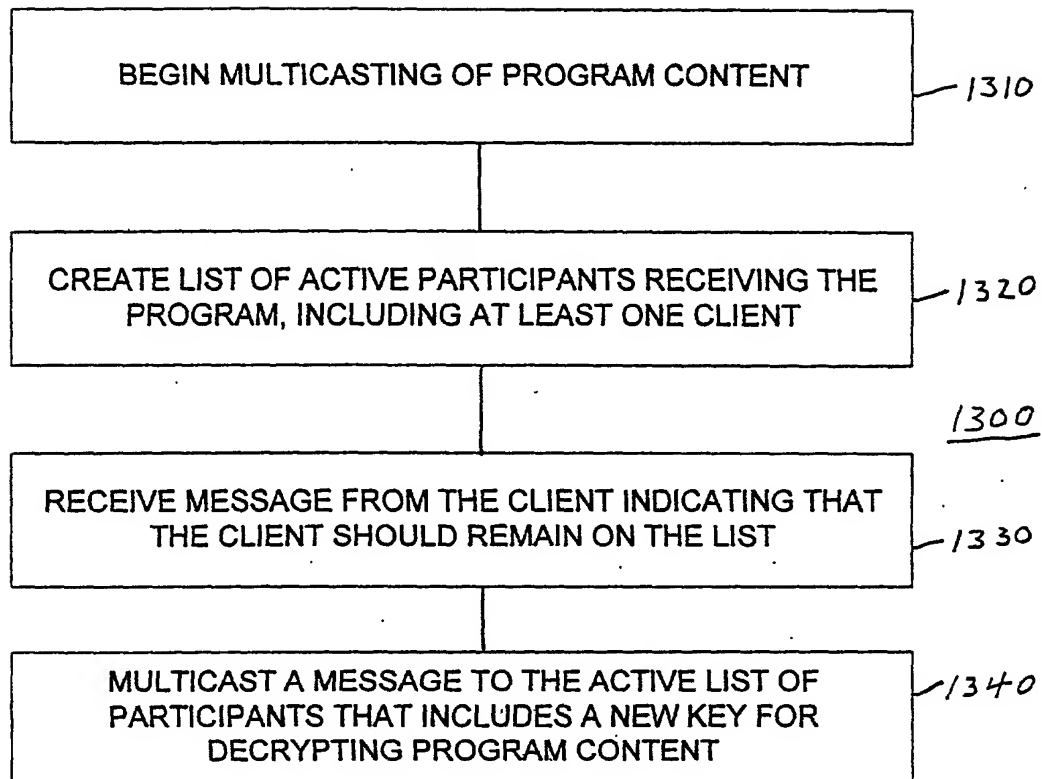 BEGIN MULTICASTING OF PROGRAM CONTENT
1310
CREATE LIST OF ACTIVE PARTICIPANTS RECEIVING THE
PROGRAM, INCLUDING AT LEAST ONE CLIENT
1320
1300
RECEIVE MESSAGE FROM THE CLIENT INDICATING THAT
THE CLIENT SHOULD REMAIN ON THE LIST
1330
MULTICAST A MESSAGE TO THE ACTIVE LIST OF
PARTICIPANTS THAT INCLUDES A NEW KEY FOR
DECRYPTING PROGRAM CONTENT
1340